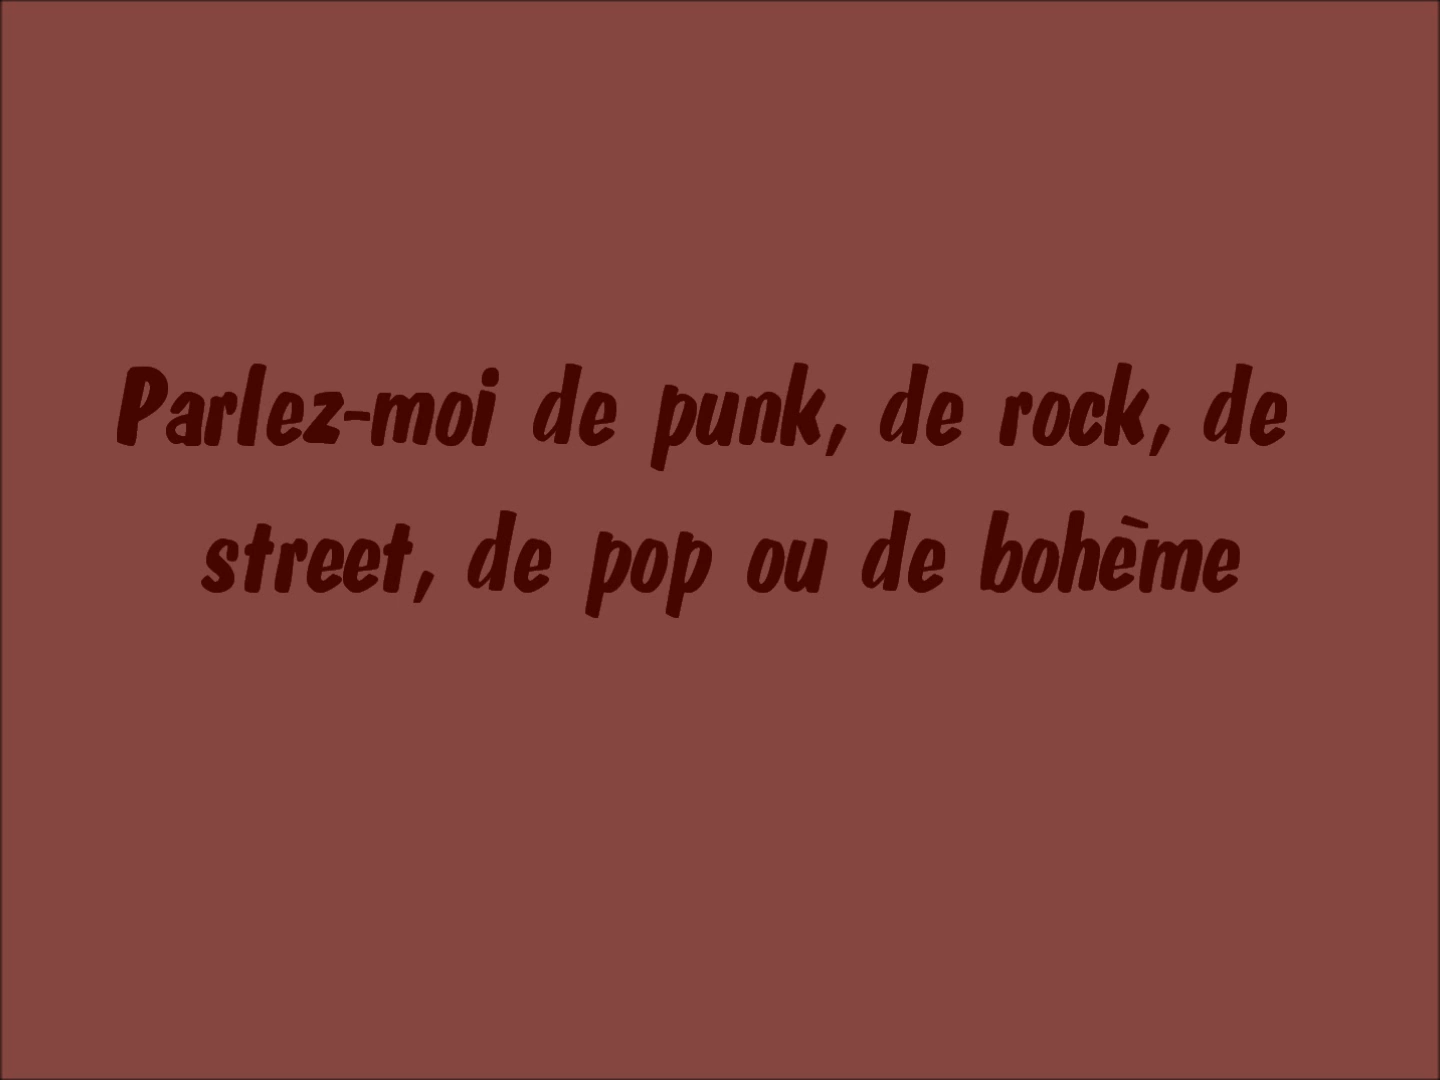 Parlez-moi de punk, de rock, de
street, de pop ou de bohème